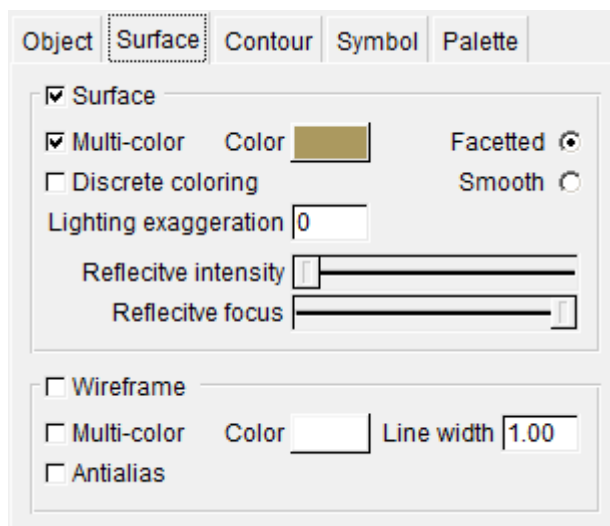 Object Surface Contour Symbol Palette
Surface
Multi-color Color Facetted
Discrete coloring Smooth
Lighting exaggeration 0
Reflecitve intensity
Reflecitve focus
Wireframe
Multi-color Color Line width 1.00
Antialias